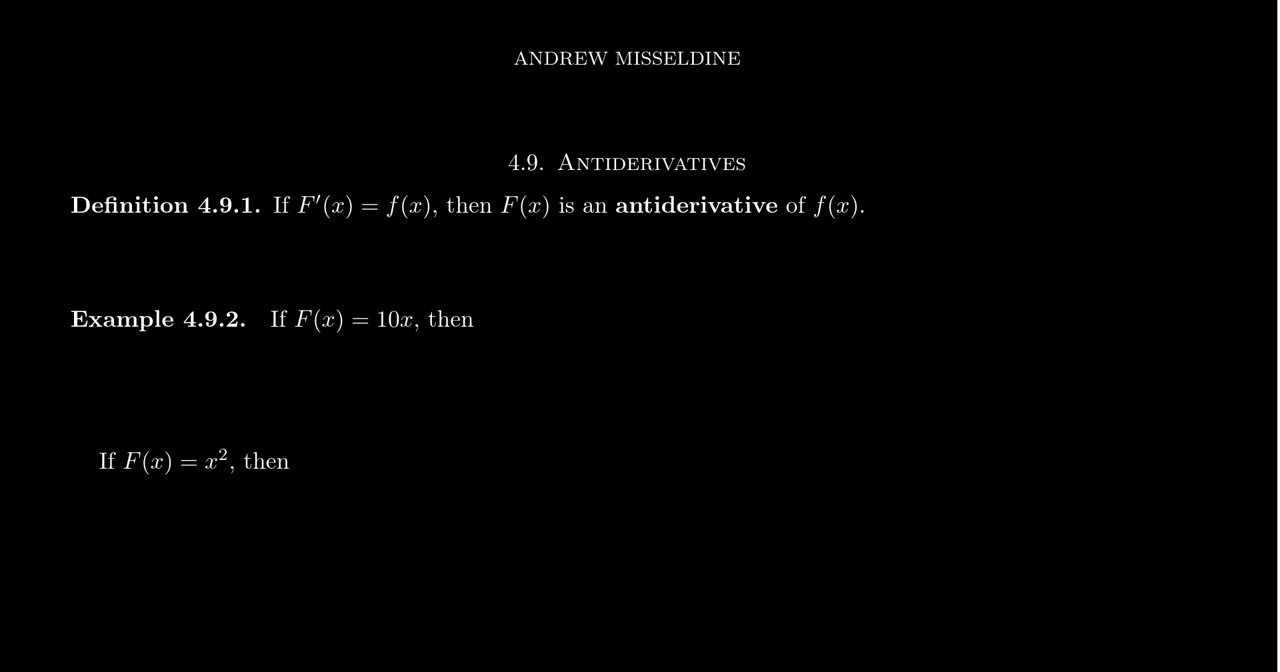 ANDREW MISSELDINE
4.9. ANTIDERIVATIVES
Definition 4.9.1. If F′(x) = f(x), then F(x) is an antiderivative of f(x).
Example 4.9.2. If F(x) = 10x, then
If F(x) = x², then